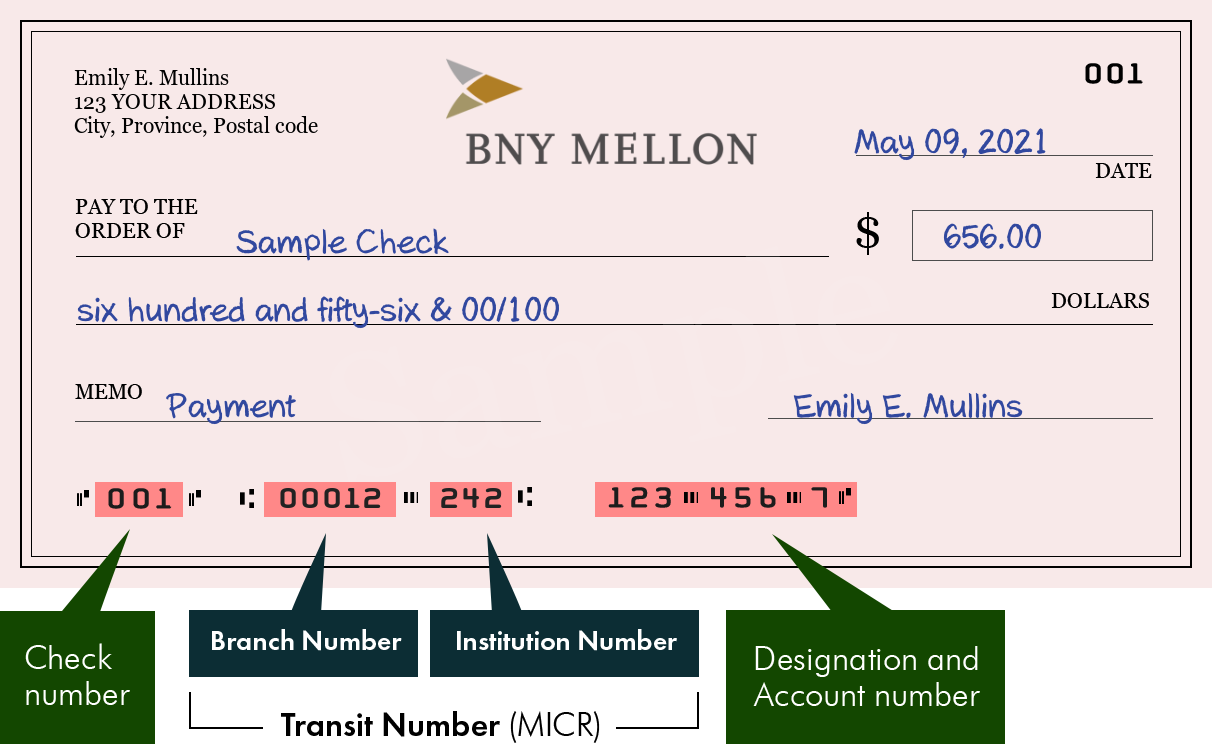 Emily E. Mullins
123 YOUR ADDRESS
City, Province, Postal code
BNY MELLON
001
May 09, 2021
DATE
PAY TO THE
ORDER OF Sample Check
$ 656.00
six hundred and fifty-six & 00/100 DOLLARS
Sample
MEMO Payment
Emily E. Mullins
⑈001⑈ ⑆00012⑉242⑆ 123⑉456⑉7⑈
Check
number
Branch Number
Institution Number
Designation and
Account number
Transit Number (MICR)